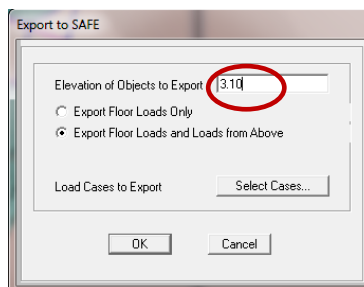 Export to SAFE
Elevation of Objects to Export 3.10
Export Floor Loads Only
Export Floor Loads and Loads from Above
Load Cases to Export Select Cases...
OK Cancel